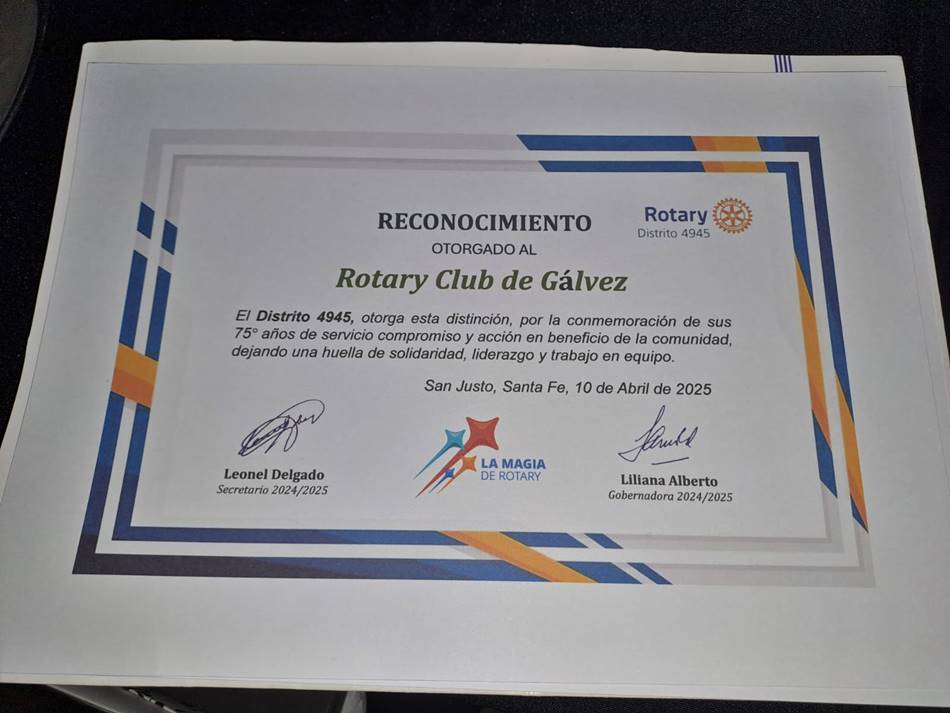 RECONOCIMIENTO
OTORGADO AL
Rotary
Distrito 4945
Rotary Club de Gálvez
El Distrito 4945, otorga esta distinción, por la conmemoración de sus
75° años de servicio compromiso y acción en beneficio de la comunidad,
dejando una huella de solidaridad, liderazgo y trabajo en equipo.
San Justo, Santa Fe, 10 de Abril de 2025
Leonel Delgado
Secretario 2024/2025
LA MAGIA
DE ROTARY
Liliana Alberto
Gobernadora 2024/2025